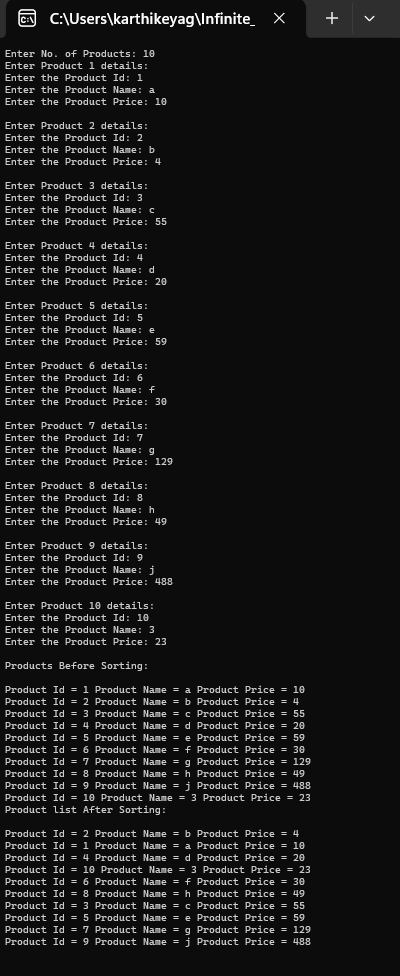 C:\Users\karthikeyag\Infinite_
Enter No. of Products: 10
Enter Product 1 details:
Enter the Product Id: 1
Enter the Product Name: a
Enter the Product Price: 10
Enter Product 2 details:
Enter the Product Id: 2
Enter the Product Name: b
Enter the Product Price: 4
Enter Product 3 details:
Enter the Product Id: 3
Enter the Product Name: c
Enter the Product Price: 55
Enter Product 4 details:
Enter the Product Id: 4
Enter the Product Name: d
Enter the Product Price: 20
Enter Product 5 details:
Enter the Product Id: 5
Enter the Product Name: e
Enter the Product Price: 59
Enter Product 6 details:
Enter the Product Id: 6
Enter the Product Name: f
Enter the Product Price: 30
Enter Product 7 details:
Enter the Product Id: 7
Enter the Product Name: g
Enter the Product Price: 129
Enter Product 8 details:
Enter the Product Id: 8
Enter the Product Name: h
Enter the Product Price: 49
Enter Product 9 details:
Enter the Product Id: 9
Enter the Product Name: j
Enter the Product Price: 488
Enter Product 10 details:
Enter the Product Id: 10
Enter the Product Name: 3
Enter the Product Price: 23
Products Before Sorting:
Product Id = 1 Product Name = a Product Price = 10
Product Id = 2 Product Name = b Product Price = 4
Product Id = 3 Product Name = c Product Price = 55
Product Id = 4 Product Name = d Product Price = 20
Product Id = 5 Product Name = e Product Price = 59
Product Id = 6 Product Name = f Product Price = 30
Product Id = 7 Product Name = g Product Price = 129
Product Id = 8 Product Name = h Product Price = 49
Product Id = 9 Product Name = j Product Price = 488
Product Id = 10 Product Name = 3 Product Price = 23
Product list After Sorting:
Product Id = 2 Product Name = b Product Price = 4
Product Id = 1 Product Name = a Product Price = 10
Product Id = 4 Product Name = d Product Price = 20
Product Id = 10 Product Name = 3 Product Price = 23
Product Id = 6 Product Name = f Product Price = 30
Product Id = 8 Product Name = h Product Price = 49
Product Id = 3 Product Name = c Product Price = 55
Product Id = 5 Product Name = e Product Price = 59
Product Id = 7 Product Name = g Product Price = 129
Product Id = 9 Product Name = j Product Price = 488